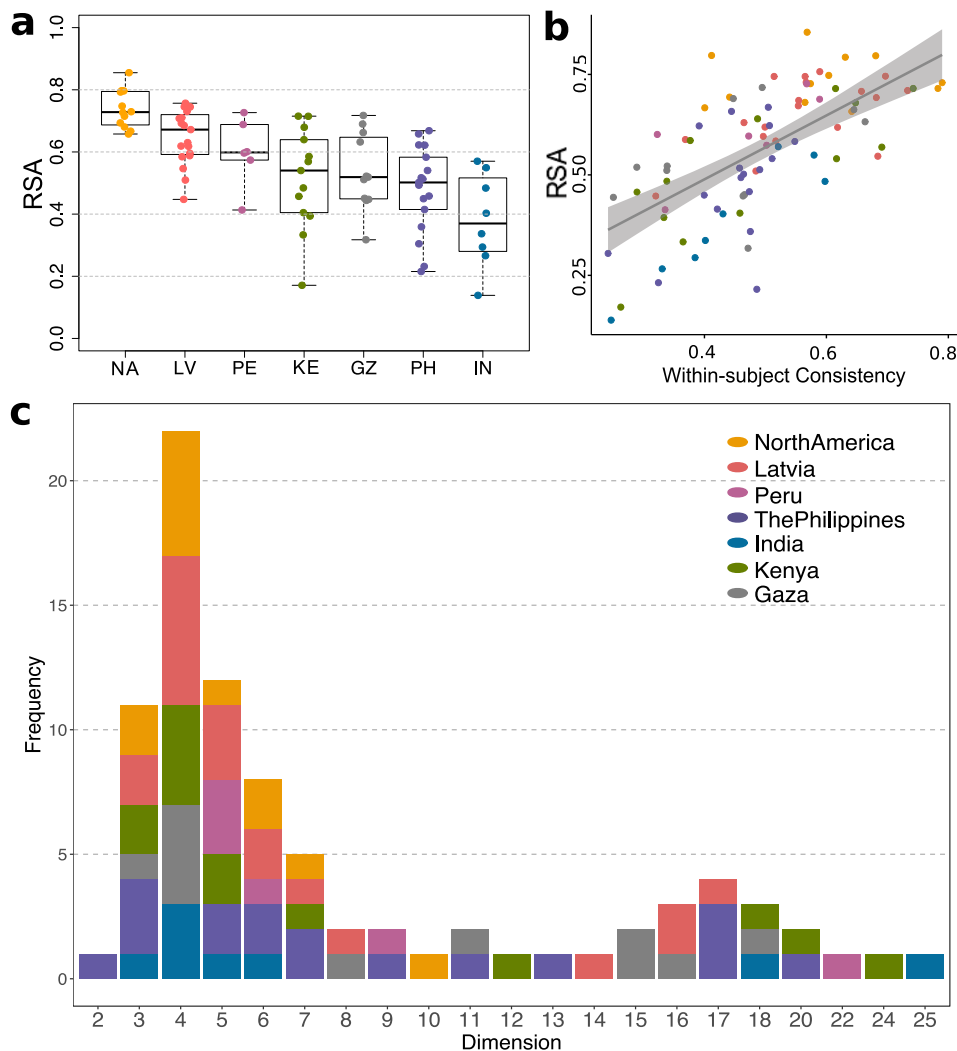 a
RSA
1.0
0.8
0.6
0.4
0.2
0.0
NA LV PE KE GZ PH IN
b
RSA
0.75
0.50
0.25
0.4 0.6 0.8
Within-subject Consistency
c
NorthAmerica
Latvia
Peru
ThePhilippines
India
Kenya
Gaza
Frequency
20
15
10
5
0
2 3 4 5 6 7 8 9 10 11 12 13 14 15 16 17 18 20 22 24 25
Dimension